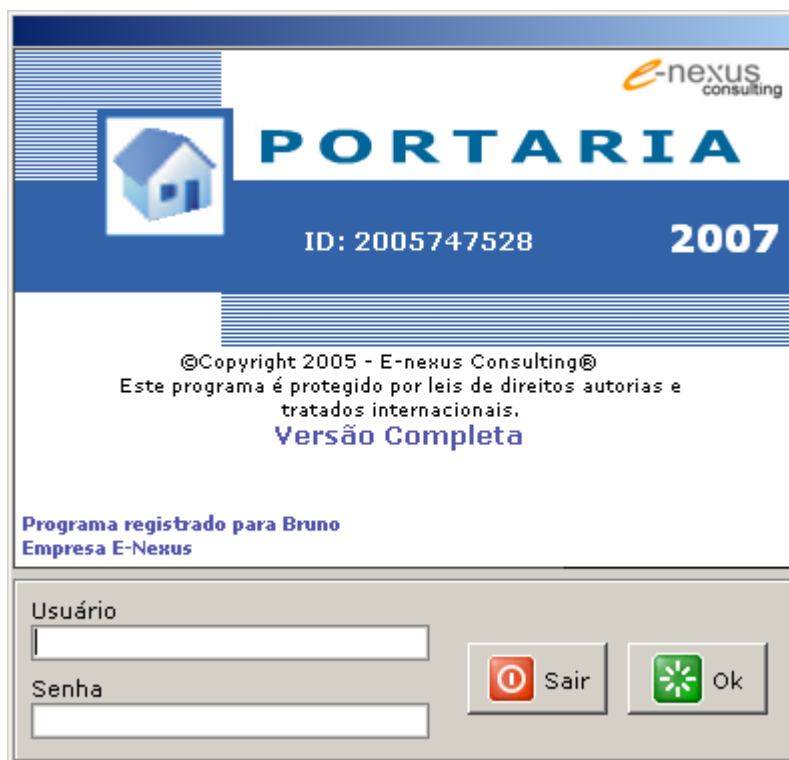 e-nexus
consulting
PORTARIA
ID: 2005747528
2007
©Copyright 2005 - E-nexus Consulting®
Este programa é protegido por leis de direitos autorias e
tratados internacionais.
Versão Completa
Programa registrado para Bruno
Empresa E-Nexus
Usuário
Senha
Sair
Ok